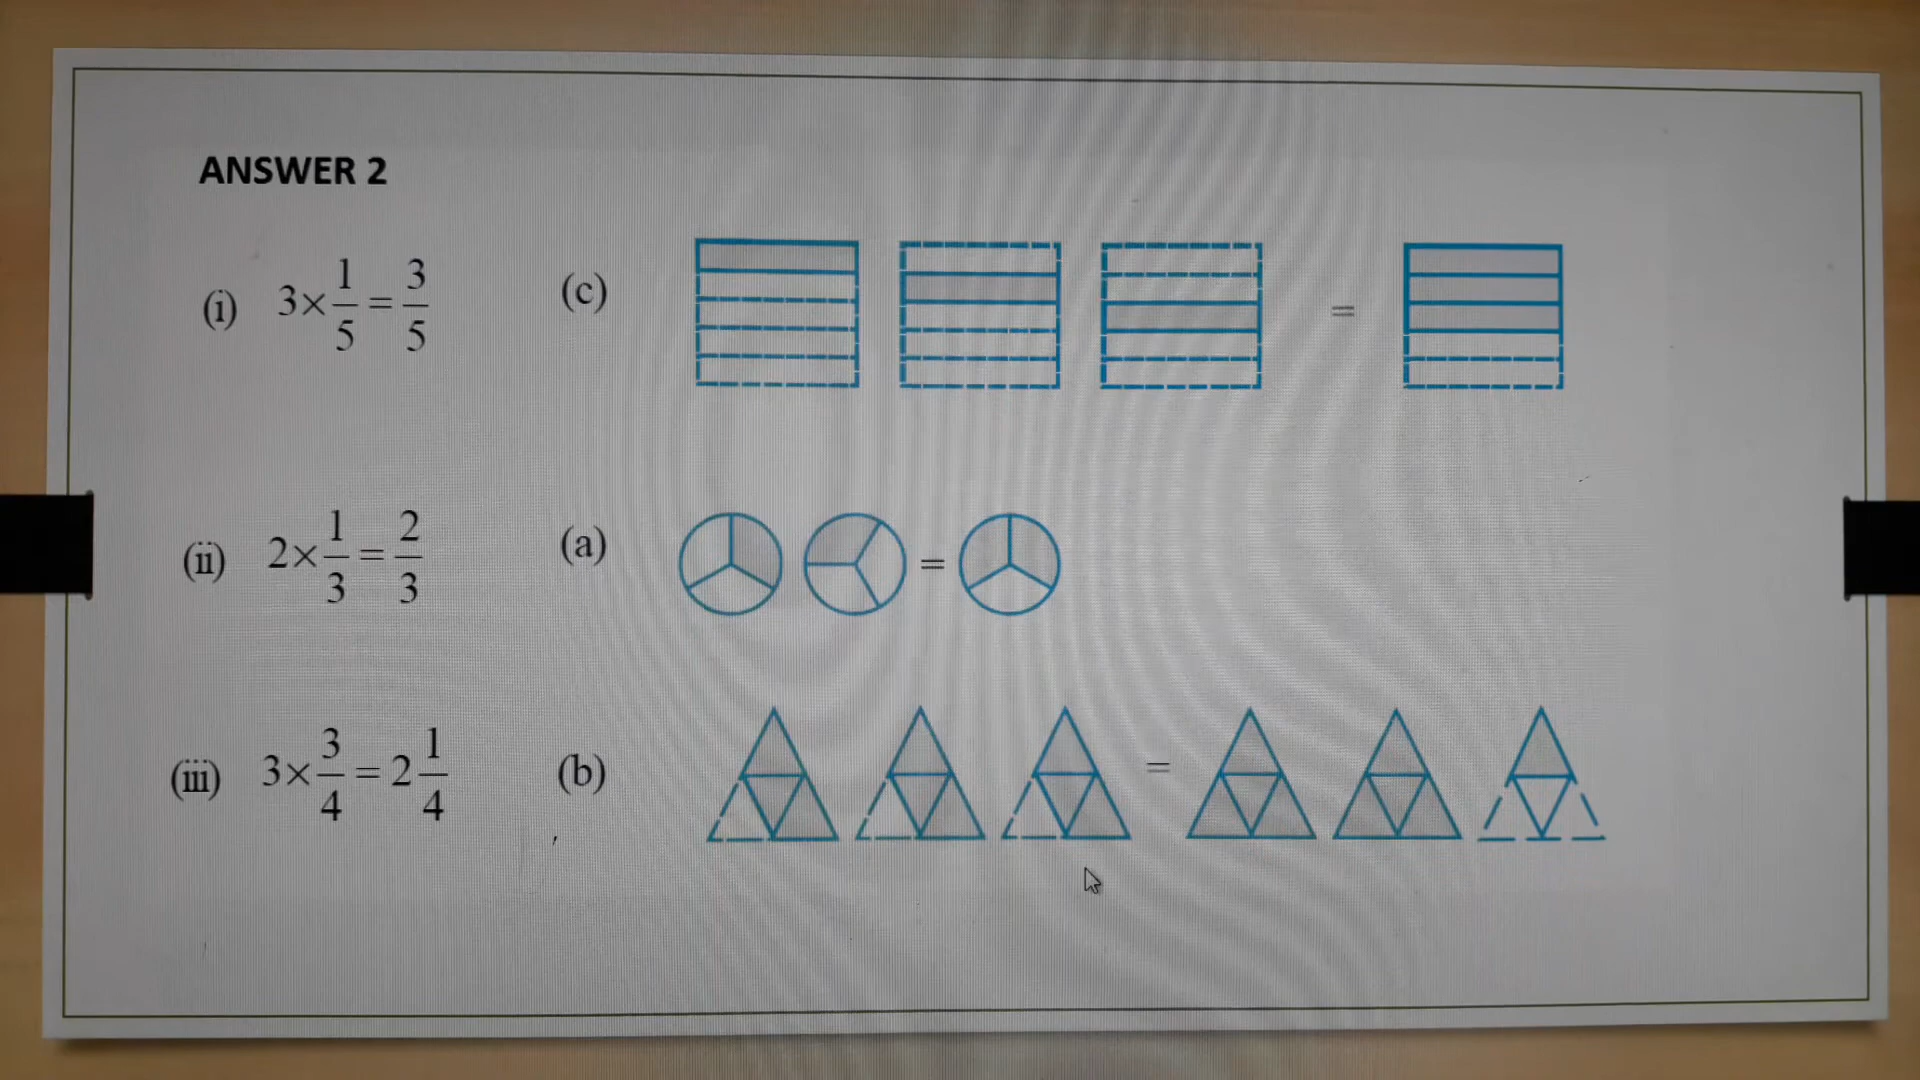 ANSWER 2
(i) 3×1/5=3/5 (c) =
(ii) 2×1/3=2/3 (a) =
(iii) 3×3/4=2 1/4 (b) =